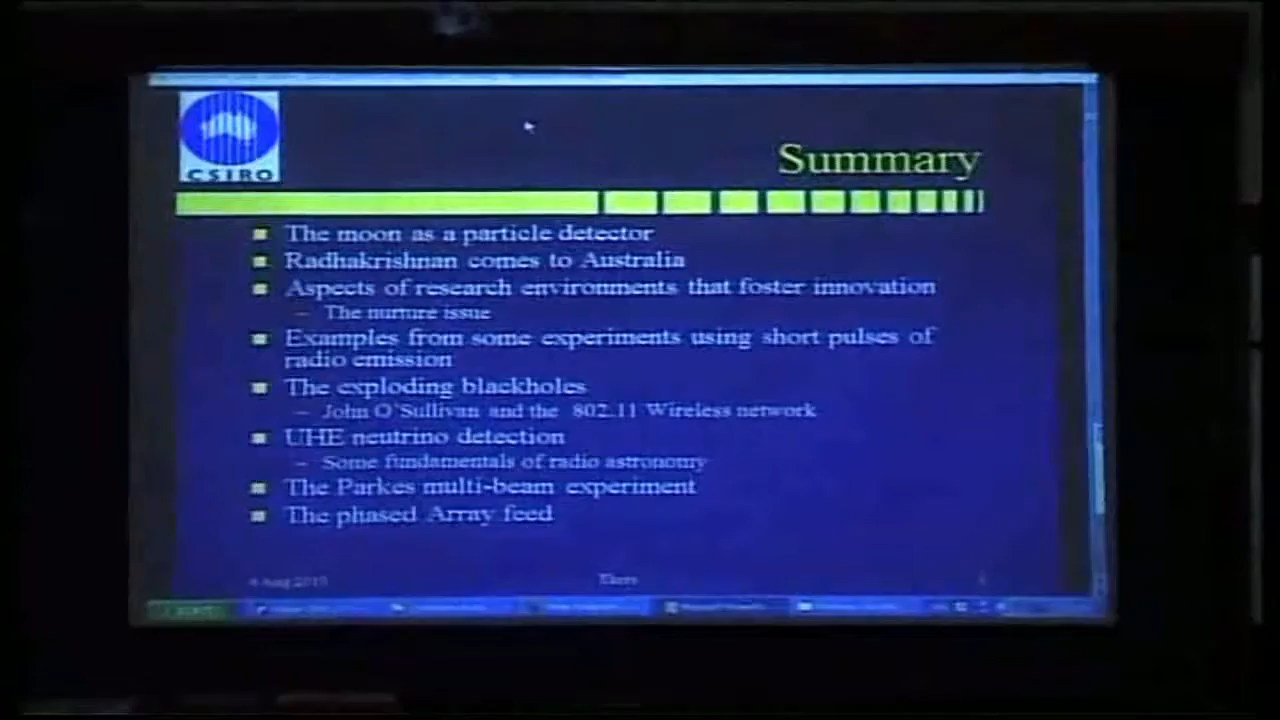 CSIRO
Summary
The moon as a particle detector
Radhakrishnan comes to Australia
Aspects of research environments that foster innovation
– The nurture issue
Examples from some experiments using short pulses of
radio emission
The exploding blackholes
– John O'Sullivan and the 802.11 Wireless network
UHE neutrino detection
– Some fundamentals of radio astronomy
The Parkes multi-beam experiment
The phased Array feed
Ekers